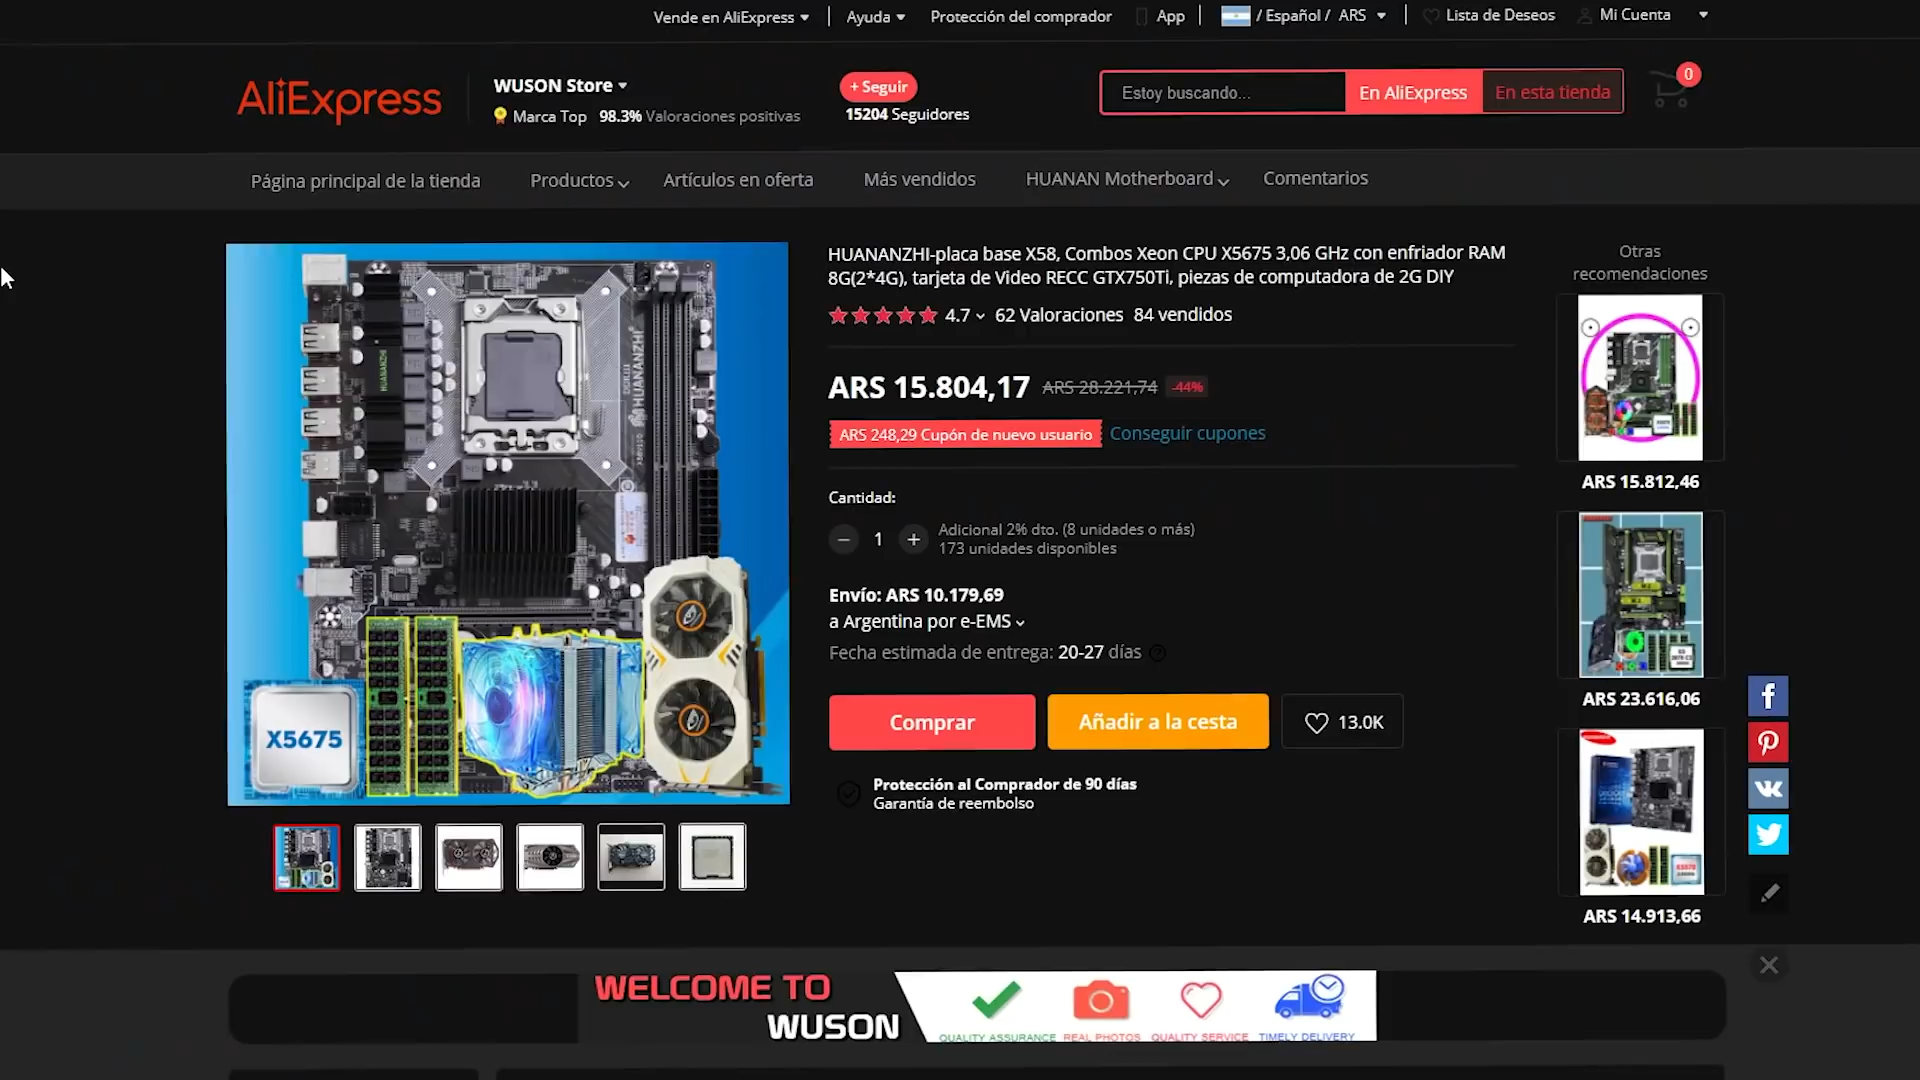 Vende en AliExpress
Ayuda
Protección del comprador
App
/ Español / ARS
Lista de Deseos
Mi Cuenta
AliExpress
WUSON Store
Marca Top 98.3% Valoraciones positivas
+ Seguir
15204 Seguidores
Estoy buscando...
En AliExpress
En esta tienda
0
Página principal de la tienda
Productos
Artículos en oferta
Más vendidos
HUANAN Motherboard
Comentarios
HUANANZHI
HUANANZHI
X5675
HUANANZHI-placa base X58, Combos Xeon CPU X5675 3,06 GHz con enfriador RAM
8G(2*4G), tarjeta de Video RECC GTX750Ti, piezas de computadora de 2G DIY
4.7 62 Valoraciones 84 vendidos
ARS 15.804,17 ARS 28.221,74 -44%
ARS 248,29 Cupón de nuevo usuario Conseguir cupones
Cantidad:
1
Adicional 2% dto. (8 unidades o más)
173 unidades disponibles
Envío: ARS 10.179,69
a Argentina por e-EMS
Fecha estimada de entrega: 20-27 días
Comprar
Añadir a la cesta
13.0K
Protección al Comprador de 90 días
Garantía de reembolso
Otras
recomendaciones
ARS 15.812,46
ARS 23.616,06
ARS 14.913,66
WELCOME TO
WUSON
QUALITY ASSURANCE
REAL PHOTOS
QUALITY SERVICE
TIMELY DELIVERY